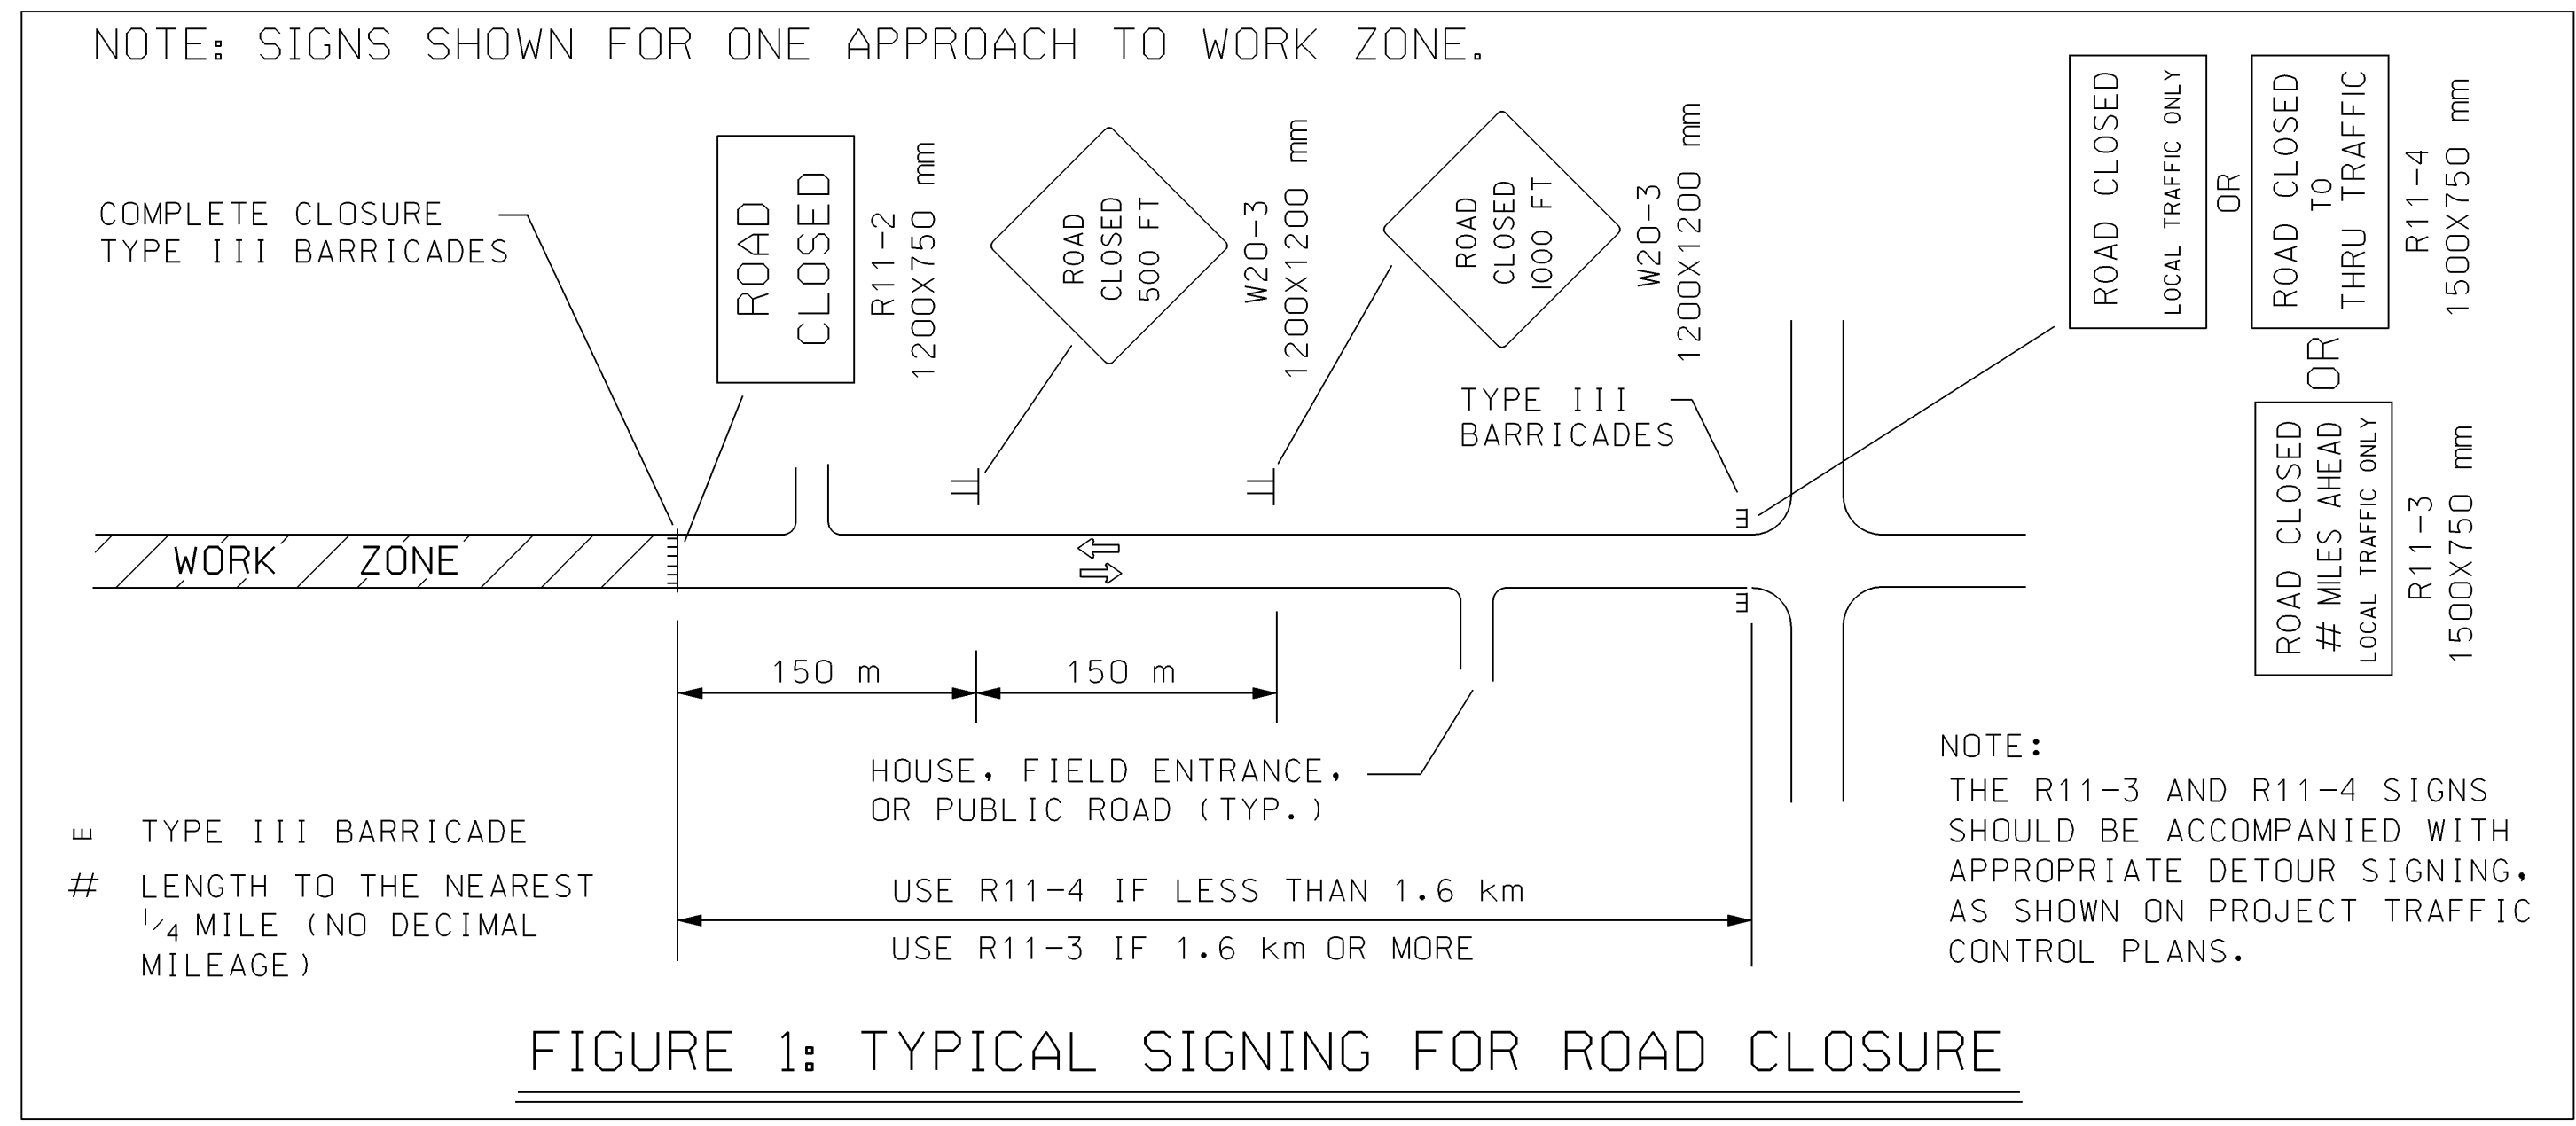 NOTE: SIGNS SHOWN FOR ONE APPROACH TO WORK ZONE.
COMPLETE CLOSURE
TYPE III BARRICADES
ROAD
CLOSED
R11-2
1200X750 mm
ROAD
CLOSED
500 FT
W20-3
1200X1200 mm
ROAD
CLOSED
1000 FT
W20-3
1200X1200 mm
TYPE III
BARRICADES
ROAD CLOSED
LOCAL TRAFFIC ONLY
OR
ROAD CLOSED
TO
THRU TRAFFIC
R11-4
1500X750 mm
OR
ROAD CLOSED
# MILES AHEAD
LOCAL TRAFFIC ONLY
R11-3
1500X750 mm
WORK ZONE
150 m
150 m
HOUSE, FIELD ENTRANCE,
OR PUBLIC ROAD (TYP.)
USE R11-4 IF LESS THAN 1.6 km
USE R11-3 IF 1.6 km OR MORE
TYPE III BARRICADE
# LENGTH TO THE NEAREST
1/4 MILE (NO DECIMAL
MILEAGE)
NOTE:
THE R11-3 AND R11-4 SIGNS
SHOULD BE ACCOMPANIED WITH
APPROPRIATE DETOUR SIGNING,
AS SHOWN ON PROJECT TRAFFIC
CONTROL PLANS.
FIGURE 1: TYPICAL SIGNING FOR ROAD CLOSURE